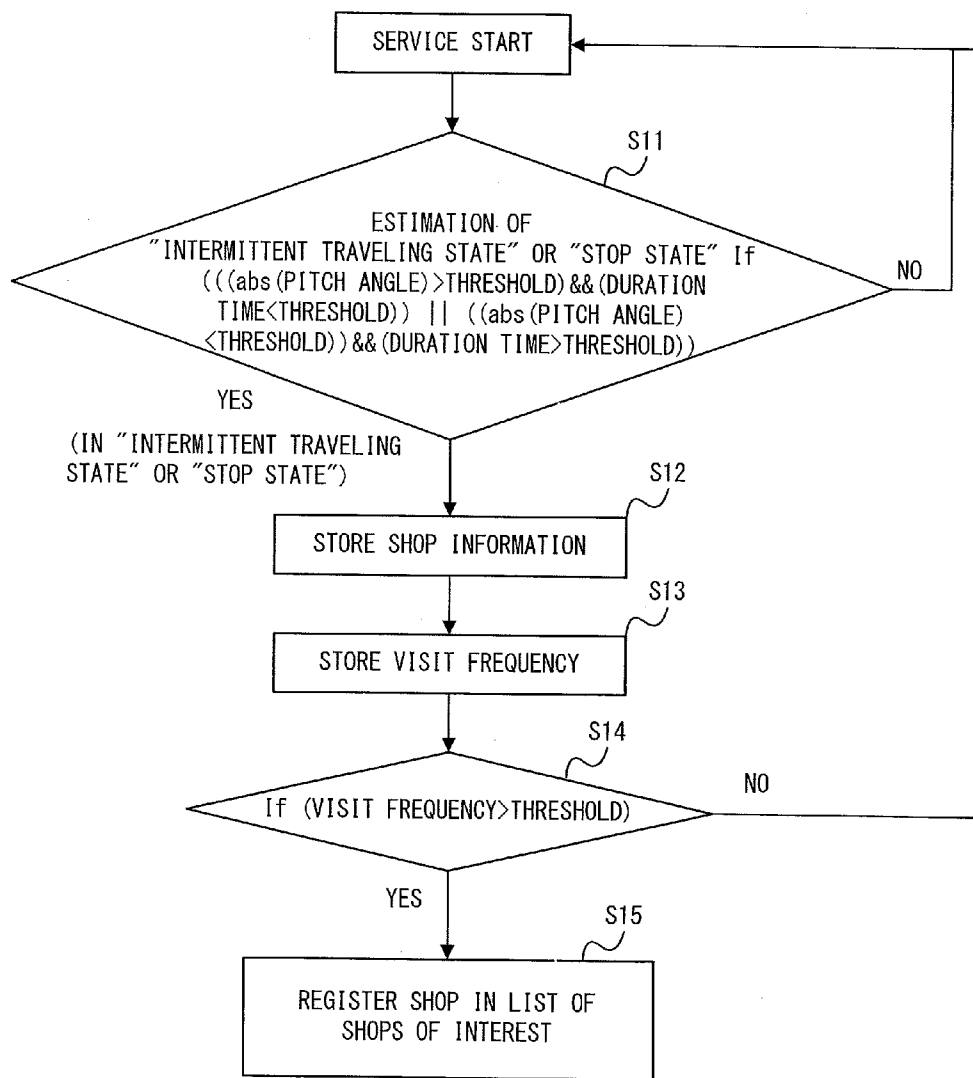 SERVICE START
S11
ESTIMATION OF
"INTERMITTENT TRAVELING STATE" OR "STOP STATE" If
(((abs(PITCH ANGLE)>THRESHOLD)&&(DURATION
TIME<THRESHOLD)) || ((abs(PITCH ANGLE)
<THRESHOLD))&&(DURATION TIME>THRESHOLD))
NO
YES
(IN "INTERMITTENT TRAVELING
STATE" OR "STOP STATE")
S12
STORE SHOP INFORMATION
S13
STORE VISIT FREQUENCY
S14
If (VISIT FREQUENCY>THRESHOLD)
NO
YES
S15
REGISTER SHOP IN LIST OF
SHOPS OF INTEREST